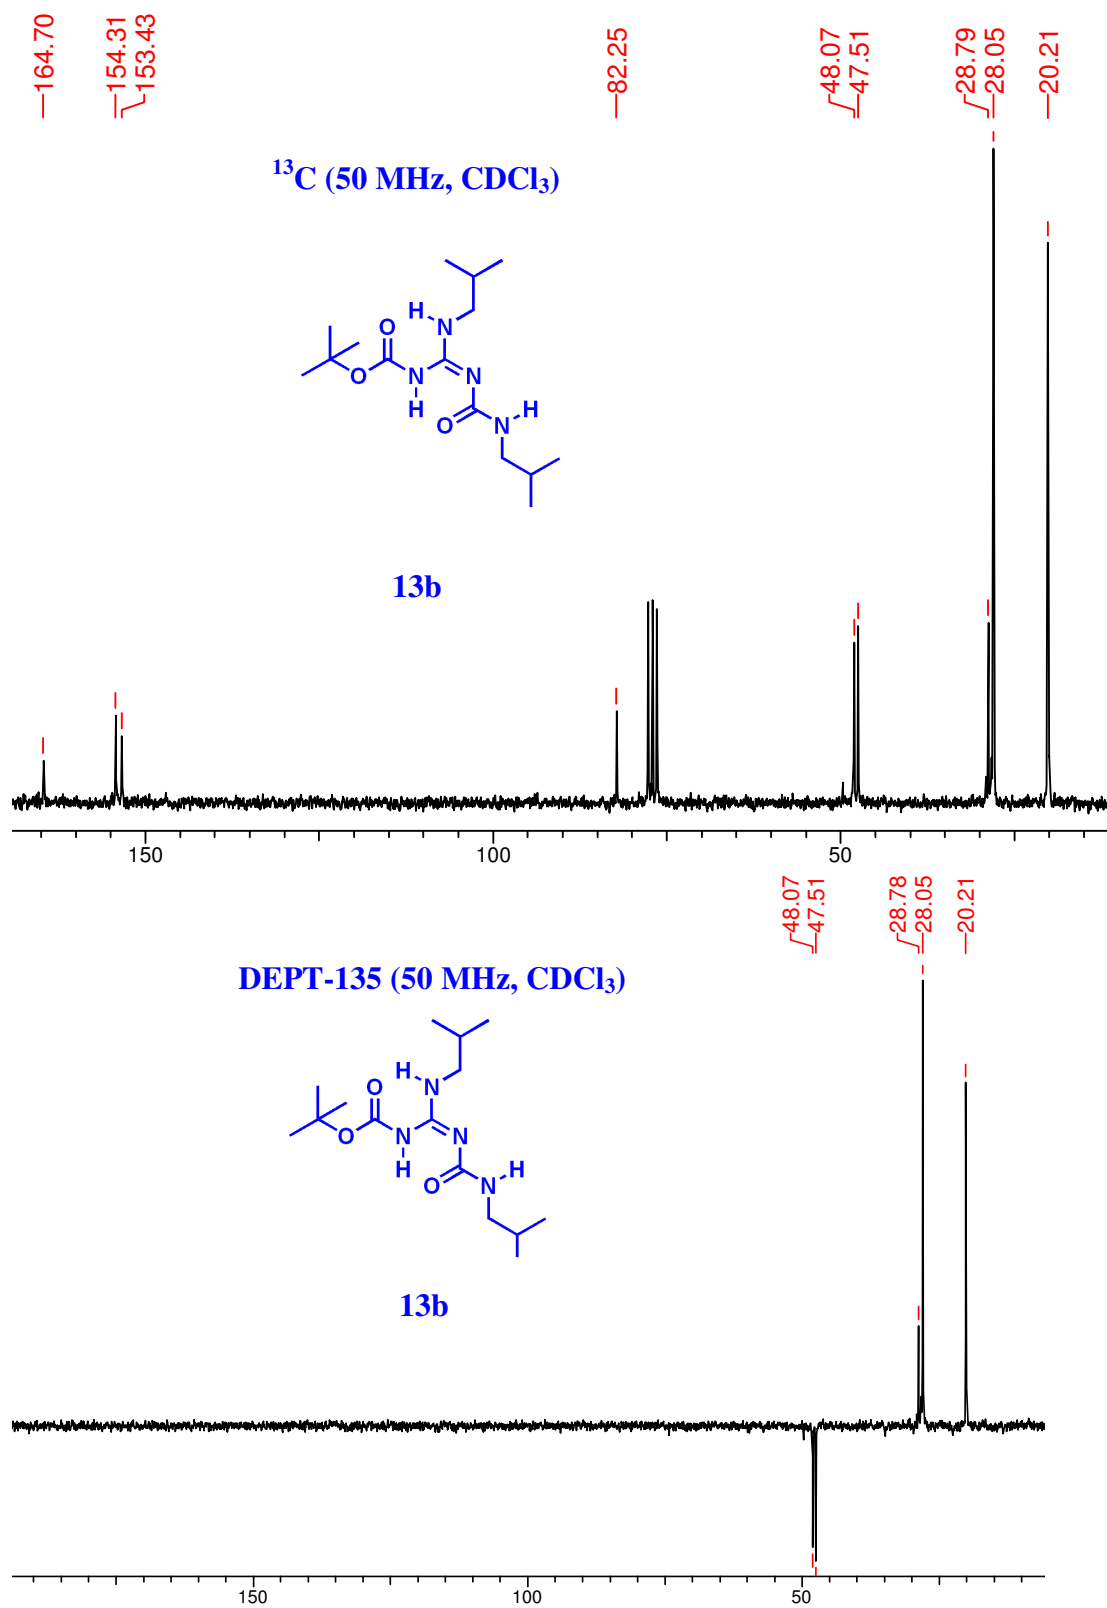 164.70
154.31
153.43
82.25
48.07
47.51
28.79
28.05
20.21
¹³C (50 MHz, CDCl₃)
H
O
N
O
N
N
H
H
O
N
13b
150
100
50
48.07
47.51
28.78
28.05
20.21
DEPT-135 (50 MHz, CDCl₃)
H
O
N
O
N
N
H
H
O
N
13b
150
100
50